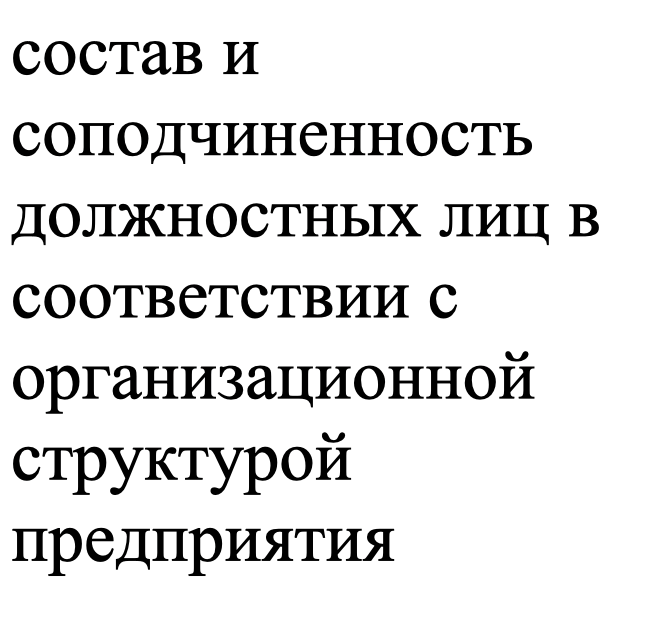 состав и
соподчиненность
должностных лиц в
соответствии с
организационной
структурой
предприятия